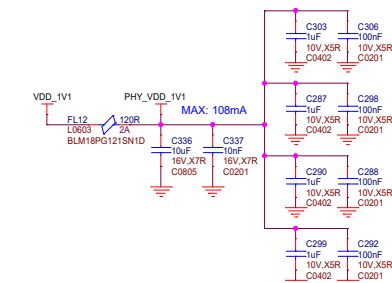 C303
1uF
10V,X5R
C0402
C306
100nF
10V,X5R
C0201
VDD_1V1
PHY_VDD_1V1
MAX: 108mA
FL12
120R
L0603
2A
BLM18PG121SN1D
C287
1uF
10V,X5R
C0402
C298
100nF
10V,X5R
C0201
C336
10uF
16V,X7R
C0805
C337
10nF
16V,X7R
C0201
C290
1uF
10V,X5R
C0402
C288
100nF
10V,X5R
C0201
C299
1uF
10V,X5R
C0402
C292
100nF
10V,X5R
C0201